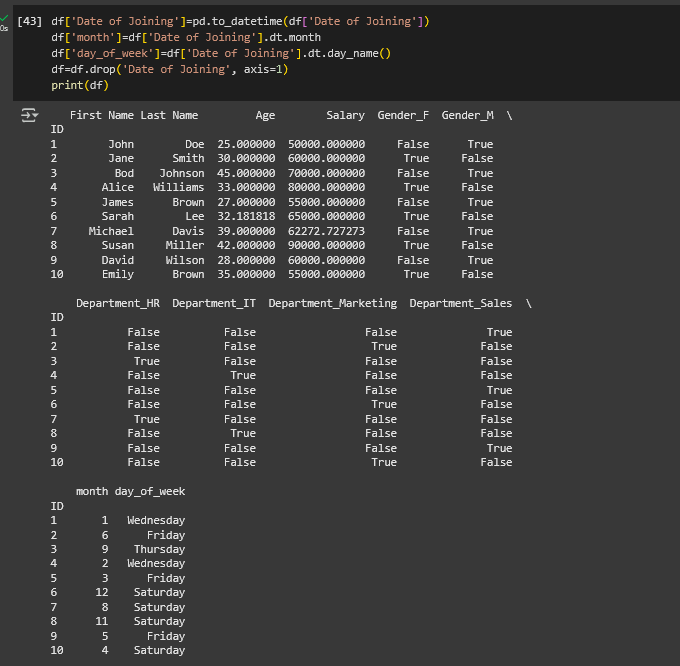 [43] df['Date of Joining']=pd.to_datetime(df['Date of Joining'])
df['month']=df['Date of Joining'].dt.month
df['day_of_week']=df['Date of Joining'].dt.day_name()
df=df.drop('Date of Joining', axis=1)
print(df)
0s
First Name Last Name Age Salary Gender_F Gender_M \
ID
1 John Doe 25.000000 50000.000000 False True
2 Jane Smith 30.000000 60000.000000 True False
3 Bod Johnson 45.000000 70000.000000 False True
4 Alice Williams 33.000000 80000.000000 True False
5 James Brown 27.000000 55000.000000 False True
6 Sarah Lee 32.181818 65000.000000 True False
7 Michael Davis 39.000000 62272.727273 False True
8 Susan Miller 42.000000 90000.000000 True False
9 David Wilson 28.000000 60000.000000 False True
10 Emily Brown 35.000000 55000.000000 True False
Department_HR Department_IT Department_Marketing Department_Sales \
ID
1 False False False True
2 False False True False
3 True False False False
4 False True False False
5 False False False True
6 False False True False
7 True False False False
8 False True False False
9 False False False True
10 False False True False
month day_of_week
ID
1 1 Wednesday
2 6 Friday
3 9 Thursday
4 2 Wednesday
5 3 Friday
6 12 Saturday
7 8 Saturday
8 11 Saturday
9 5 Friday
10 4 Saturday